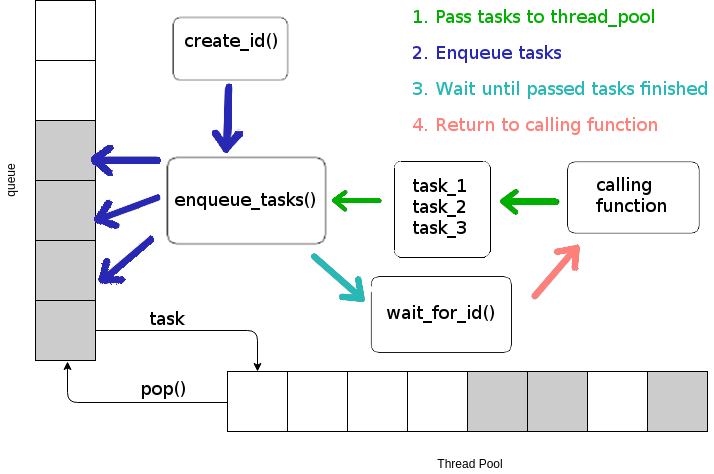 1. Pass tasks to thread_pool
2. Enqueue tasks
3. Wait until passed tasks finished
4. Return to calling function
create_id()
queue
enqueue_tasks()
task_1
task_2
task_3
calling
function
wait_for_id()
task
pop()
Thread Pool